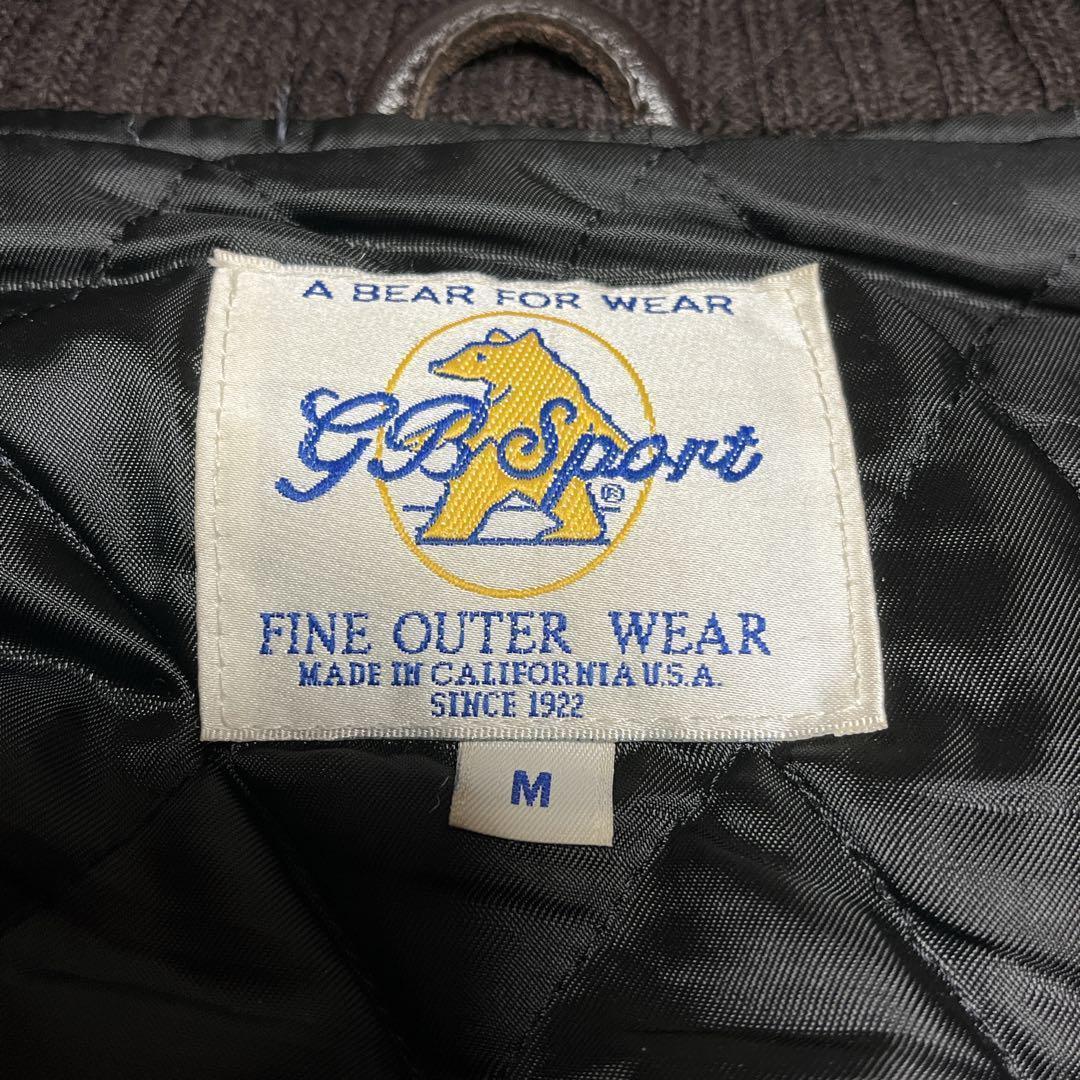 A BEAR FOR WEAR
GB Sport
®
FINE OUTER WEAR
MADE IN CALIFORNIA U.S.A.
SINCE 1922
M